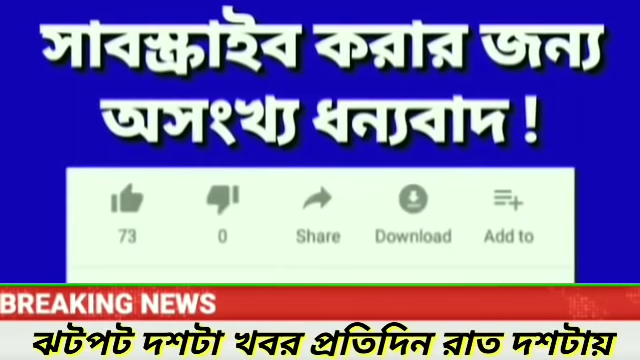 সাবস্ক্রাইব করার জন্য
অসংখ্য ধন্যবাদ !
73 0 Share Download Add to
BREAKING NEWS
ঝটপট দশটা খবর প্রতিদিন রাত দশটায়